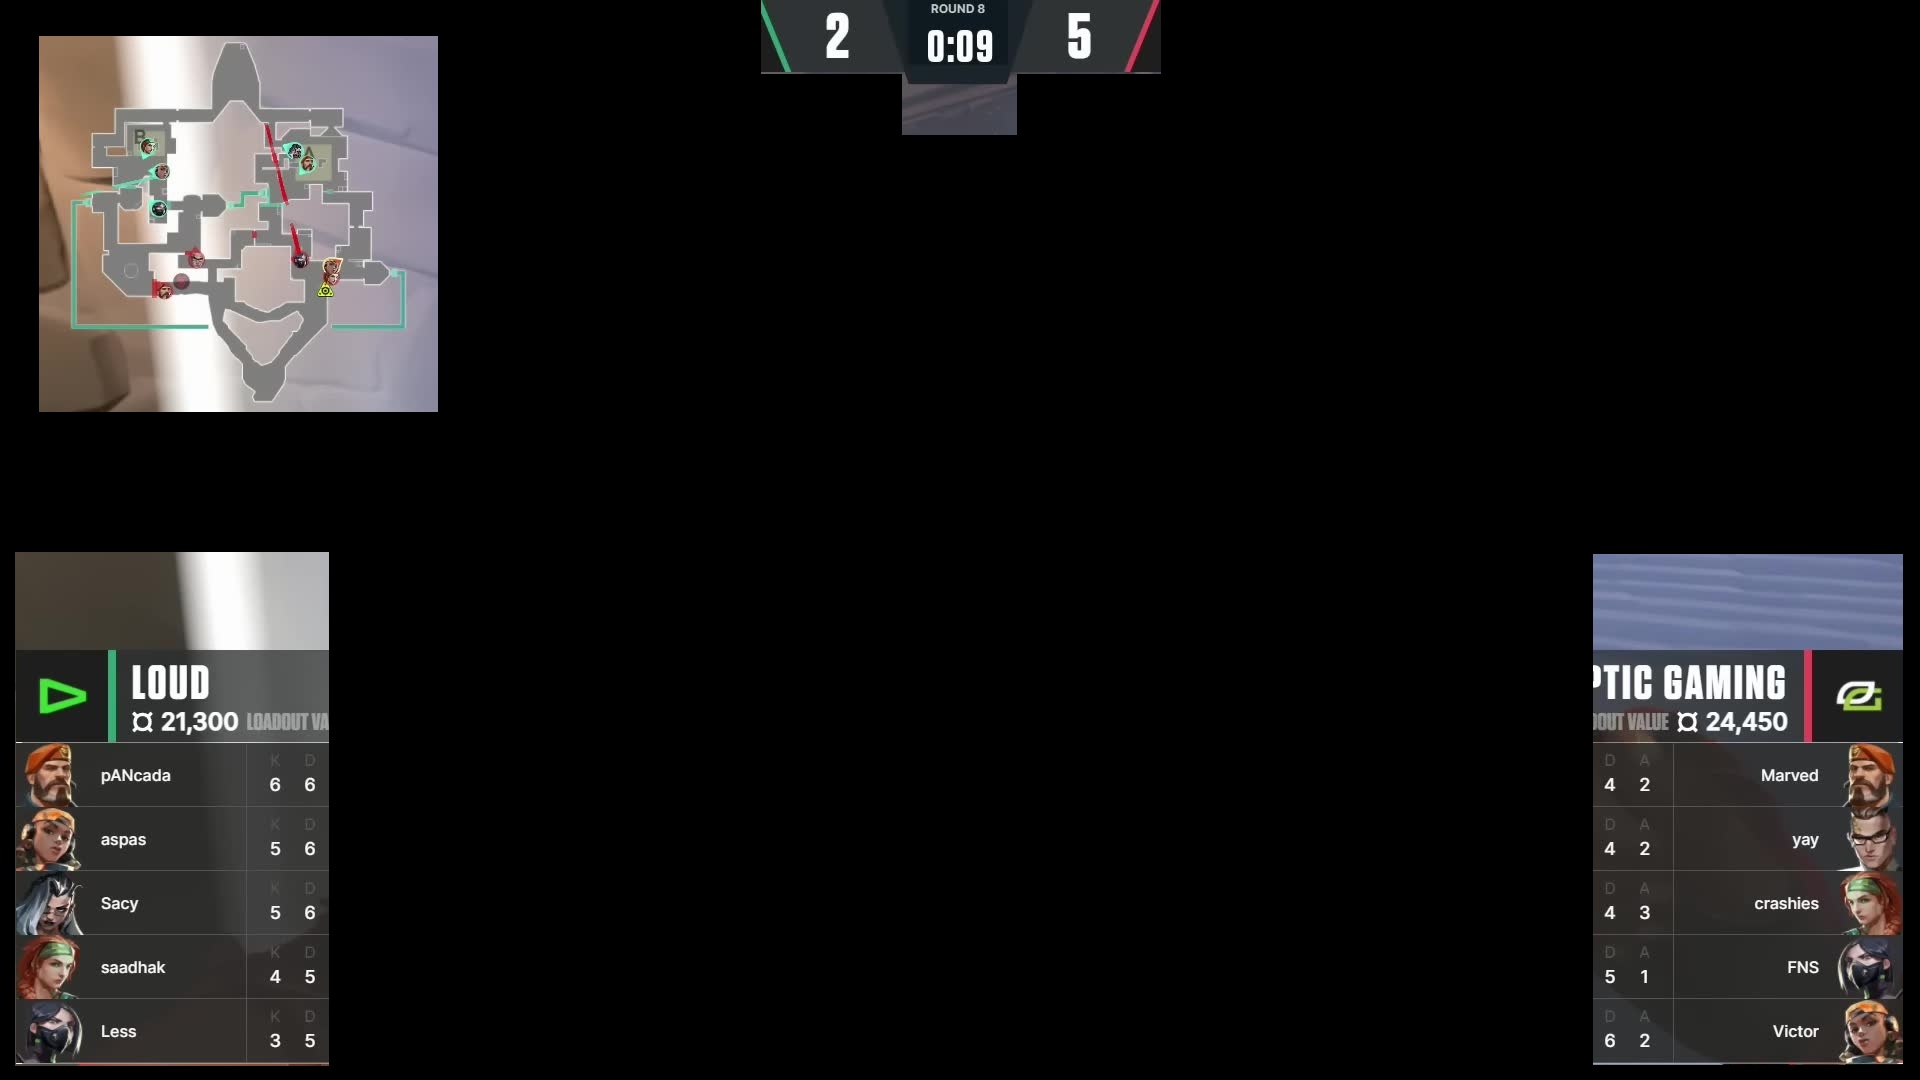 ROUND 8
2
0:09
5
B
A
LOUD
21,300 LOADOUT VA
K D
pANcada 6 6
K D
aspas 5 6
K D
Sacy 5 6
K D
saadhak 4 5
K D
Less 3 5
PTIC GAMING
OUT VALUE 24,450
D A
4 2 Marved
D A
4 2 yay
D A
4 3 crashies
D A
5 1 FNS
D A
6 2 Victor